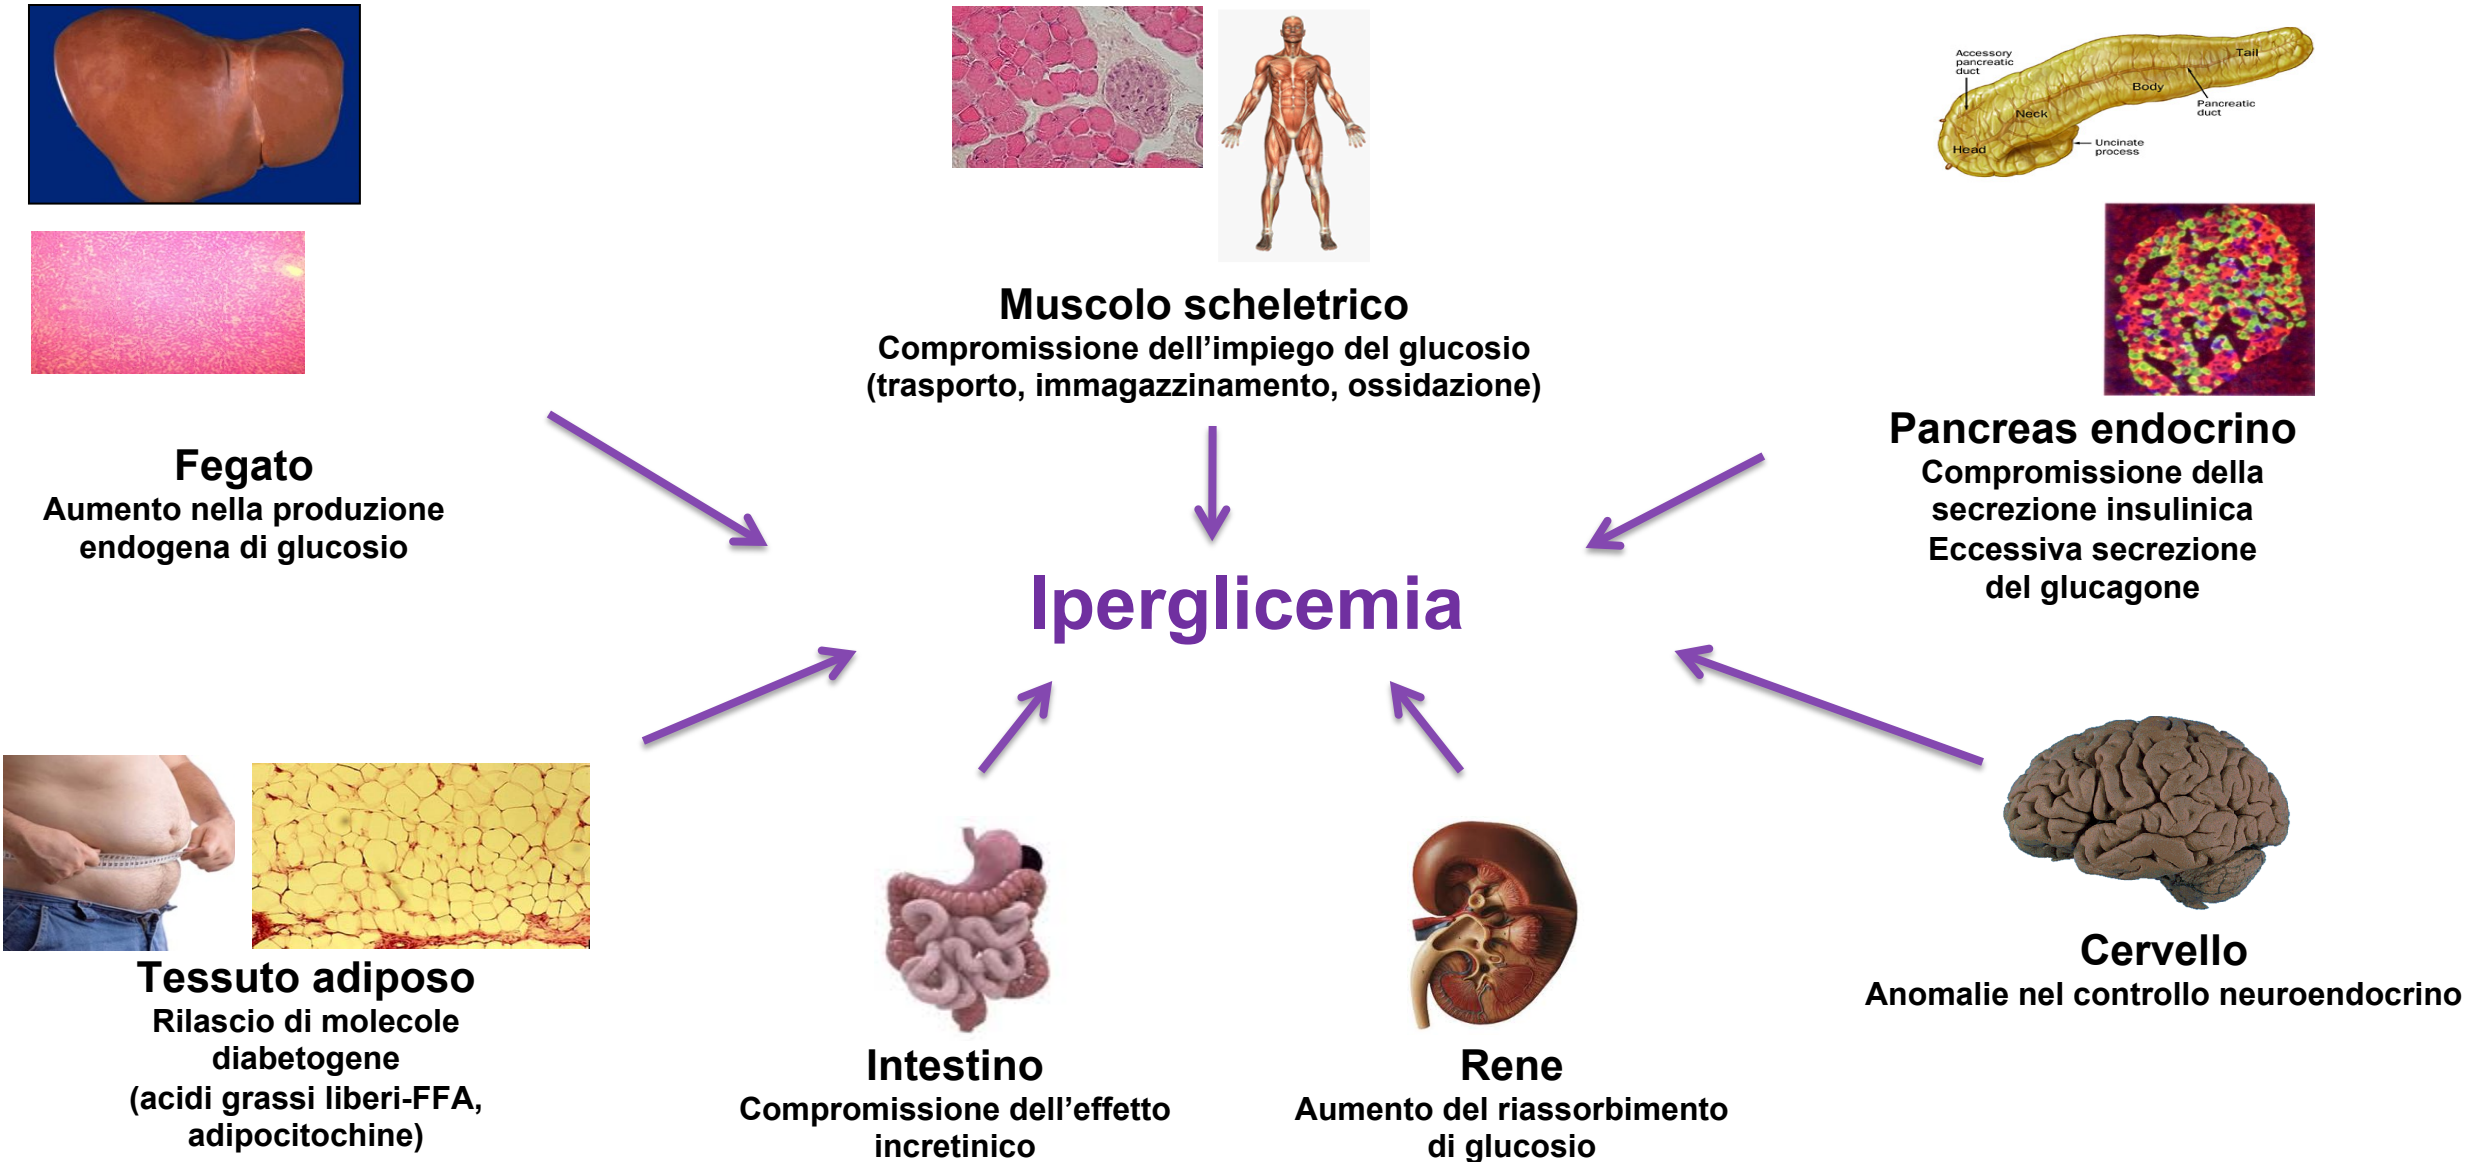 Accessory
pancreatic
duct
Tail
Body
Pancreatic
duct
Neck
Uncinate
process
Head
Muscolo scheletrico
Compromissione dell’impiego del glucosio
(trasporto, immagazzinamento, ossidazione)
Pancreas endocrino
Compromissione della
secrezione insulinica
Eccessiva secrezione
del glucagone
Fegato
Aumento nella produzione
endogena di glucosio
Iperglicemia
Tessuto adiposo
Rilascio di molecole
diabetogene
(acidi grassi liberi-FFA,
adipocitochine)
Intestino
Compromissione dell’effetto
incretinico
Rene
Aumento del riassorbimento
di glucosio
Cervello
Anomalie nel controllo neuroendocrino